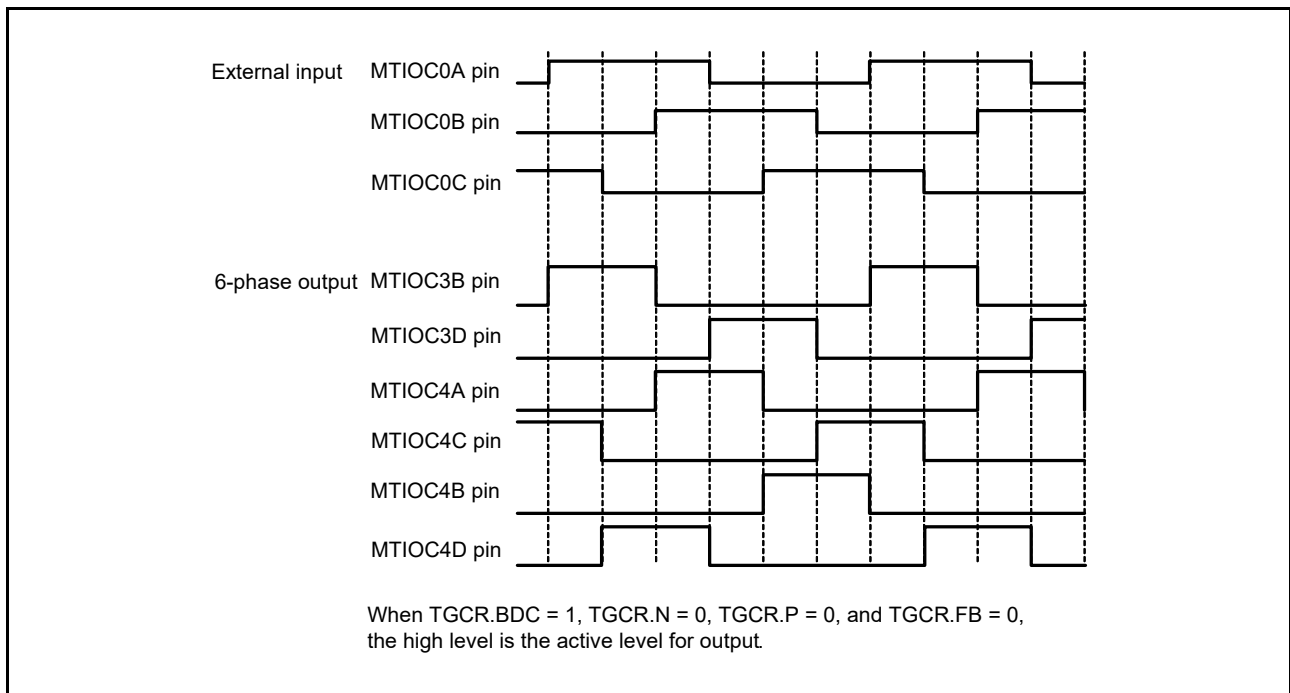 External input MTIOC0A pin
MTIOC0B pin
MTIOC0C pin
6-phase output MTIOC3B pin
MTIOC3D pin
MTIOC4A pin
MTIOC4C pin
MTIOC4B pin
MTIOC4D pin
When TGCR.BDC = 1, TGCR.N = 0, TGCR.P = 0, and TGCR.FB = 0,
the high level is the active level for output.